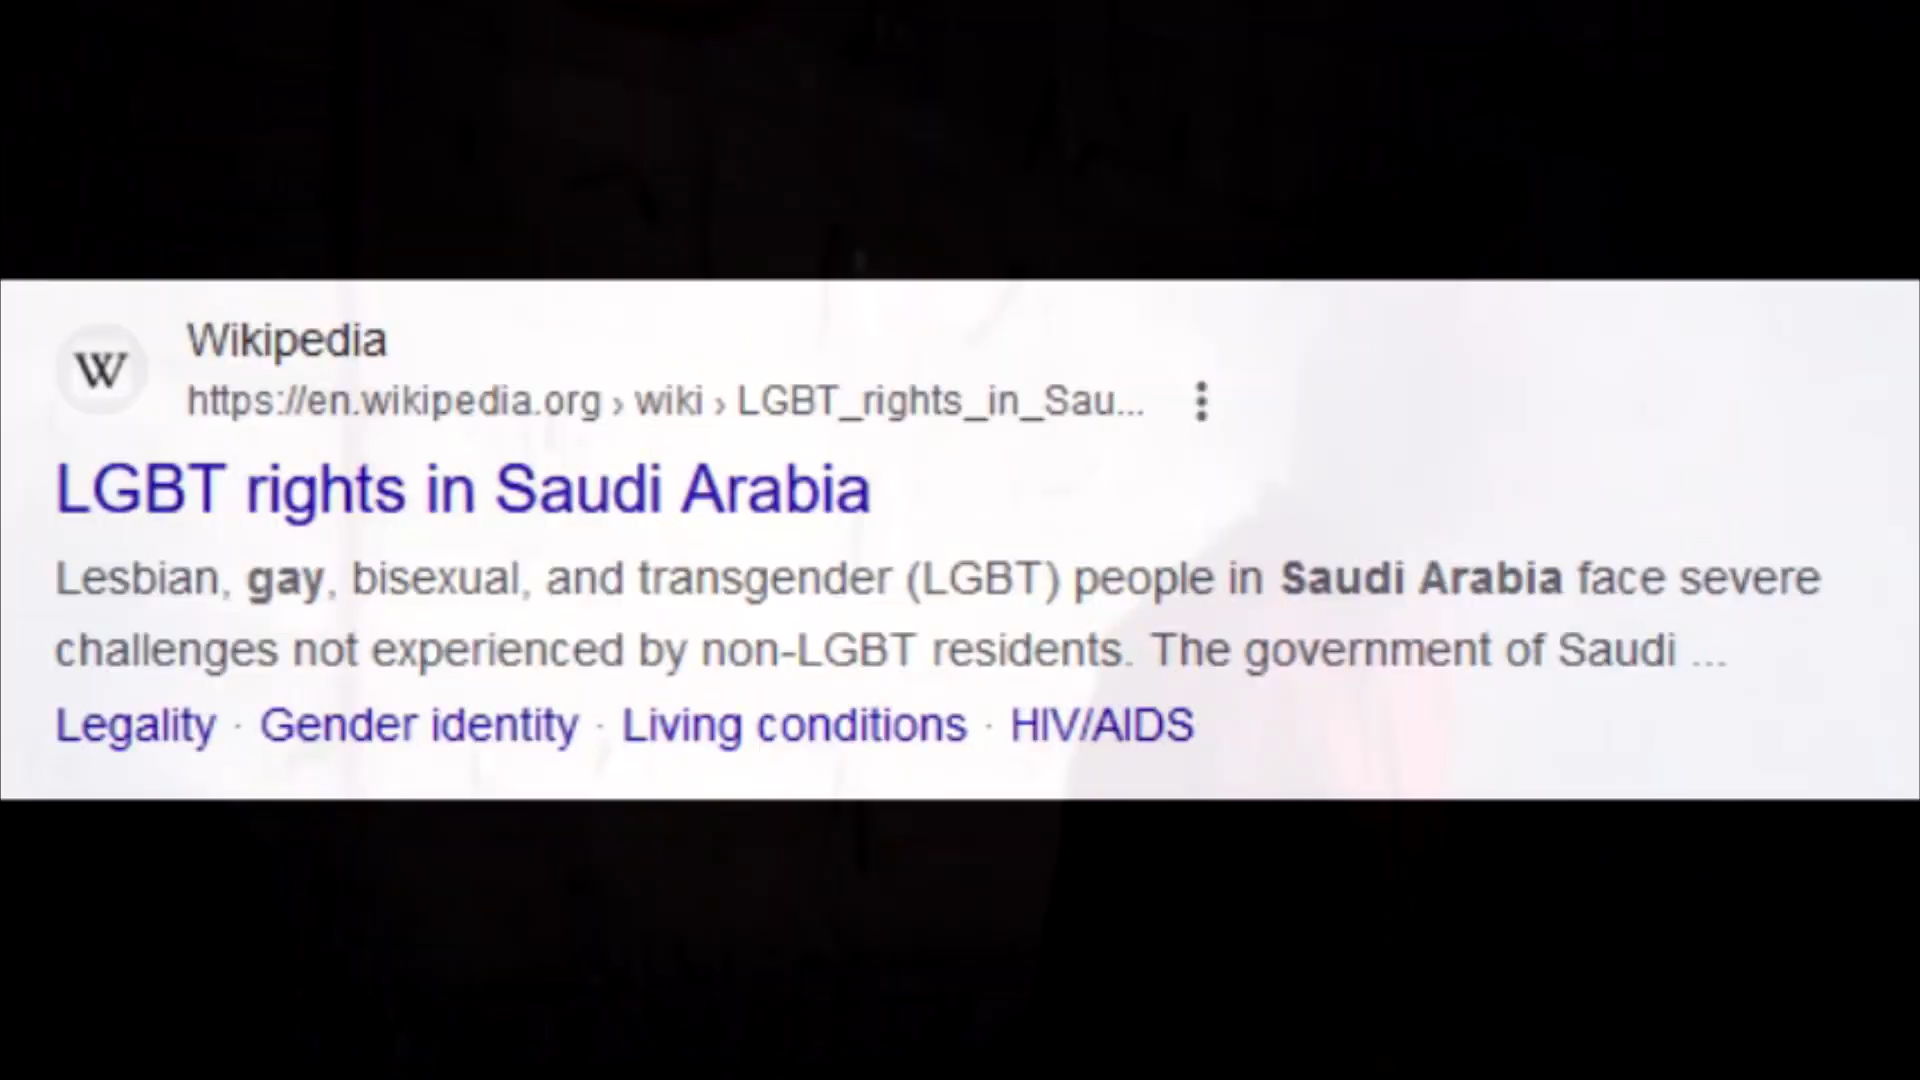 W
Wikipedia
https://en.wikipedia.org › wiki › LGBT_rights_in_Sau...
LGBT rights in Saudi Arabia
Lesbian, gay, bisexual, and transgender (LGBT) people in Saudi Arabia face severe
challenges not experienced by non-LGBT residents. The government of Saudi ...
Legality · Gender identity · Living conditions · HIV/AIDS